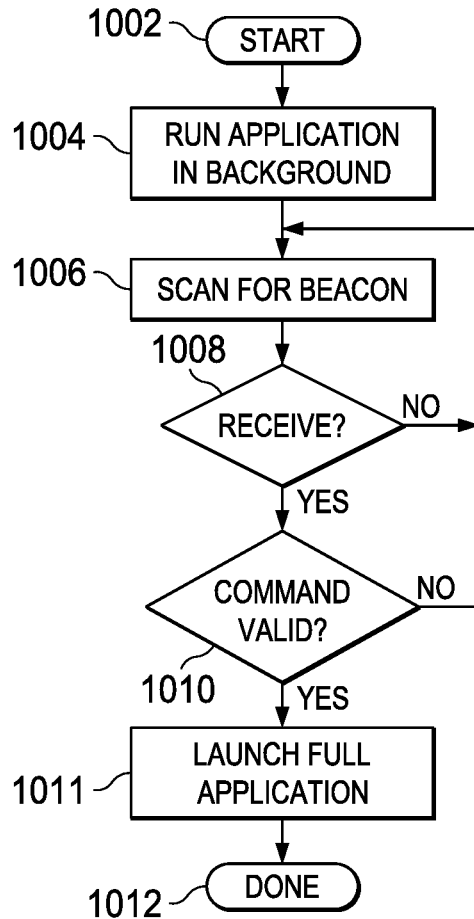 1002
START
1004
RUN APPLICATION
IN BACKGROUND
1006
SCAN FOR BEACON
1008
RECEIVE?
NO
YES
COMMAND
VALID?
NO
1010
YES
1011
LAUNCH FULL
APPLICATION
1012
DONE